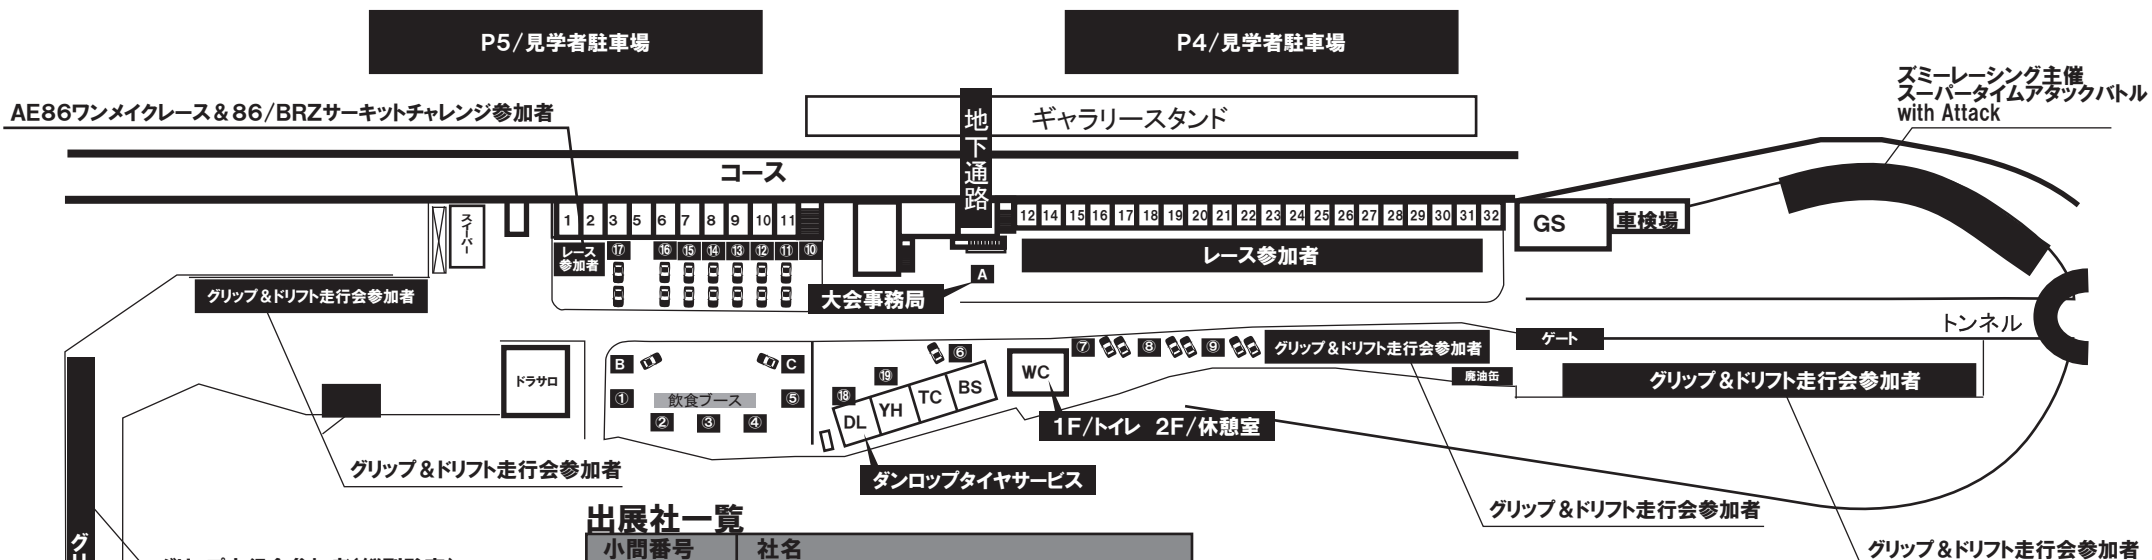 P5/見学者駐車場
P4/見学者駐車場
ズミーレーシング主催
スーパータイムアタックバトル
with Attack
AE86ワンメイクレース&86/BRZサーキットチャレンジ参加者
地下通路
ギャラリースタンド
コース
スイーパー
1 2 3 5 6 7 8 9 10 11
12 14 15 16 17 18 19 20 21 22 23 24 25 26 27 28 29 30 31 32
GS
車検場
レース
参加者
⑰ ⑯ ⑮ ⑭ ⑬ ⑫ ⑪ ⑩
レース参加者
A
大会事務局
グリップ&ドリフト走行会参加者
トンネル
ゲート
B
C
⑥
⑦ ⑧ ⑨
グリップ&ドリフト走行会参加者
WC
廃油缶
グリップ&ドリフト走行会参加者
ドラサロ
①
飲食ブース
⑤
② ③ ④
⑱ ⑲
DL YH TC BS
1F/トイレ 2F/休憩室
グリップ&ドリフト走行会参加者
ダンロップタイヤサービス
グリップ&ドリフト走行会参加者
出展社一覧
小間番号 社名
グリップ&ドリフト走行会参加者